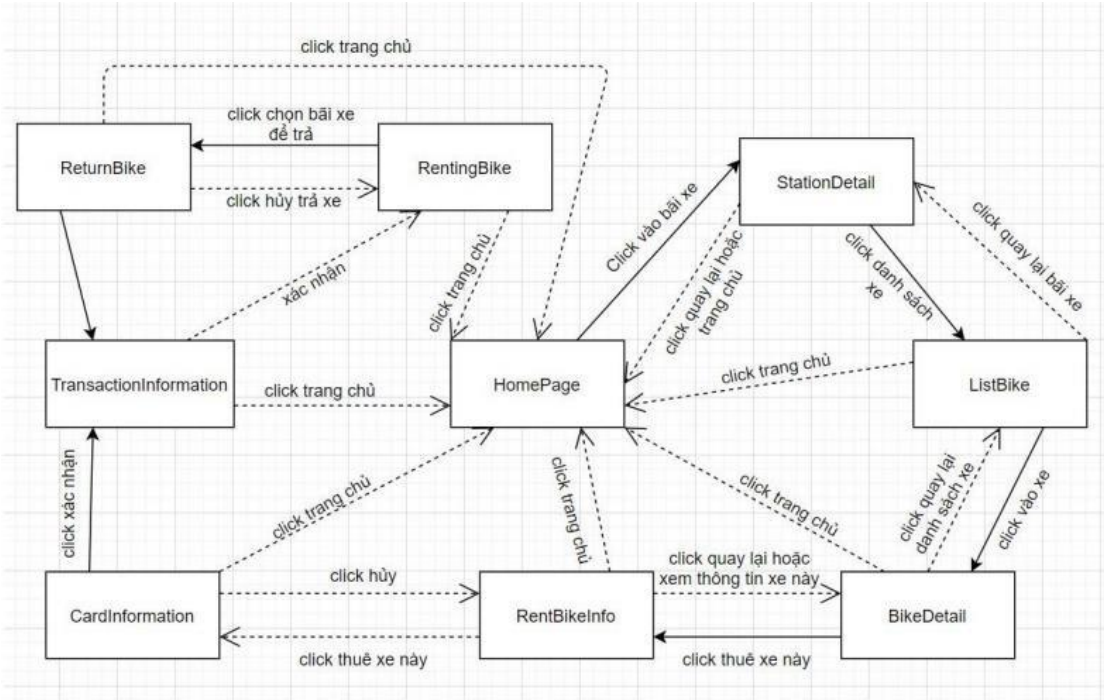 click trang chủ
click chọn bãi xe
để trả
ReturnBike
RentingBike
StationDetail
click hủy trả xe
Click vào bãi xe
click quay lại bãi xe
click trang chủ
click quay lại hoặc
trang chủ
click danh sách
xe
xác nhận
TransactionInformation
click trang chủ
HomePage
click trang chủ
ListBike
click xác nhận
click trang chủ
click trang chủ
click trang chủ
click quay lại
danh sách xe
click vào xe
click hủy
click quay lại hoặc
xem thông tin xe này
CardInformation
RentBikeInfo
BikeDetail
click thuê xe này
click thuê xe này